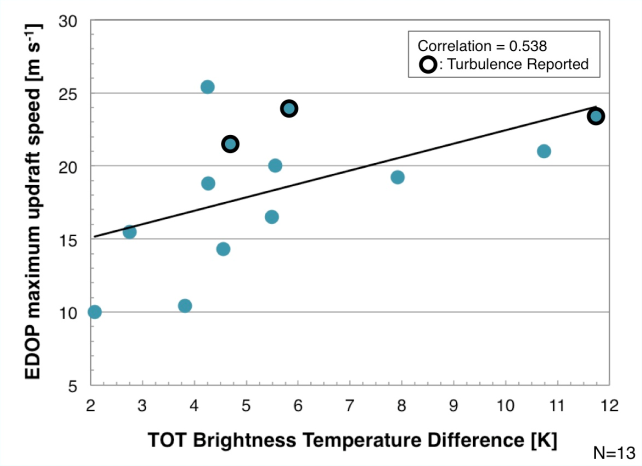 EDOP maximum updraft speed [m s⁻¹]
30
25
20
15
10
5
Correlation = 0.538
: Turbulence Reported
2 3 4 5 6 7 8 9 10 11 12
TOT Brightness Temperature Difference [K]
N=13